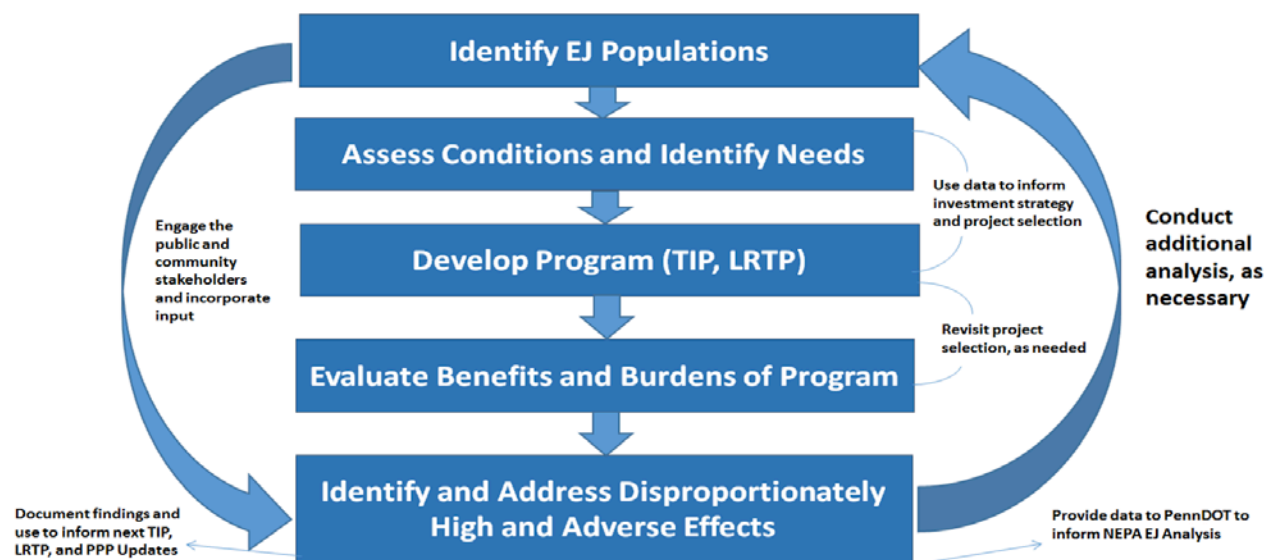 Identify EJ Populations
Assess Conditions and Identify Needs
Use data to inform
investment strategy
and project selection
Engage the
public and
community
stakeholders
and incorporate
input
Conduct
additional
analysis, as
necessary
Develop Program (TIP, LRTP)
Revisit project
selection, as needed
Evaluate Benefits and Burdens of Program
Identify and Address Disproportionately
High and Adverse Effects
Document findings and
use to inform next TIP,
LRTP, and PPP Updates
Provide data to PennDOT to
inform NEPA EJ Analysis